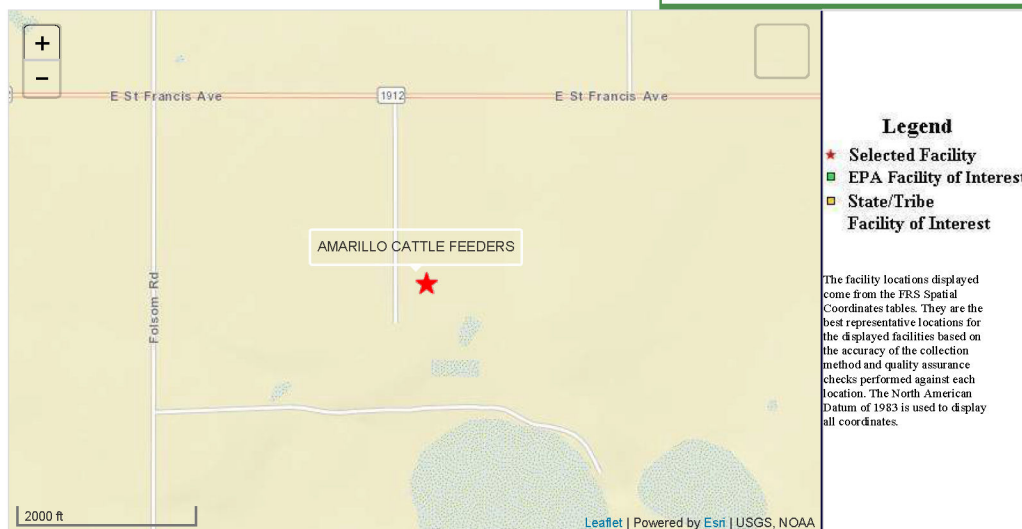 +
−
E St Francis Ave
1912
E St Francis Ave
AMARILLO CATTLE FEEDERS
Folsom Rd
2000 ft
Leaflet | Powered by Esri | USGS, NOAA
Legend
Selected Facility
EPA Facility of Interest
State/Tribe
Facility of Interest
The facility locations displayed
come from the FRS Spatial
Coordinates tables. They are the
best representative locations for
the displayed facilities based on
the accuracy of the collection
method and quality assurance
checks performed against each
location. The North American
Datum of 1983 is used to display
all coordinates.